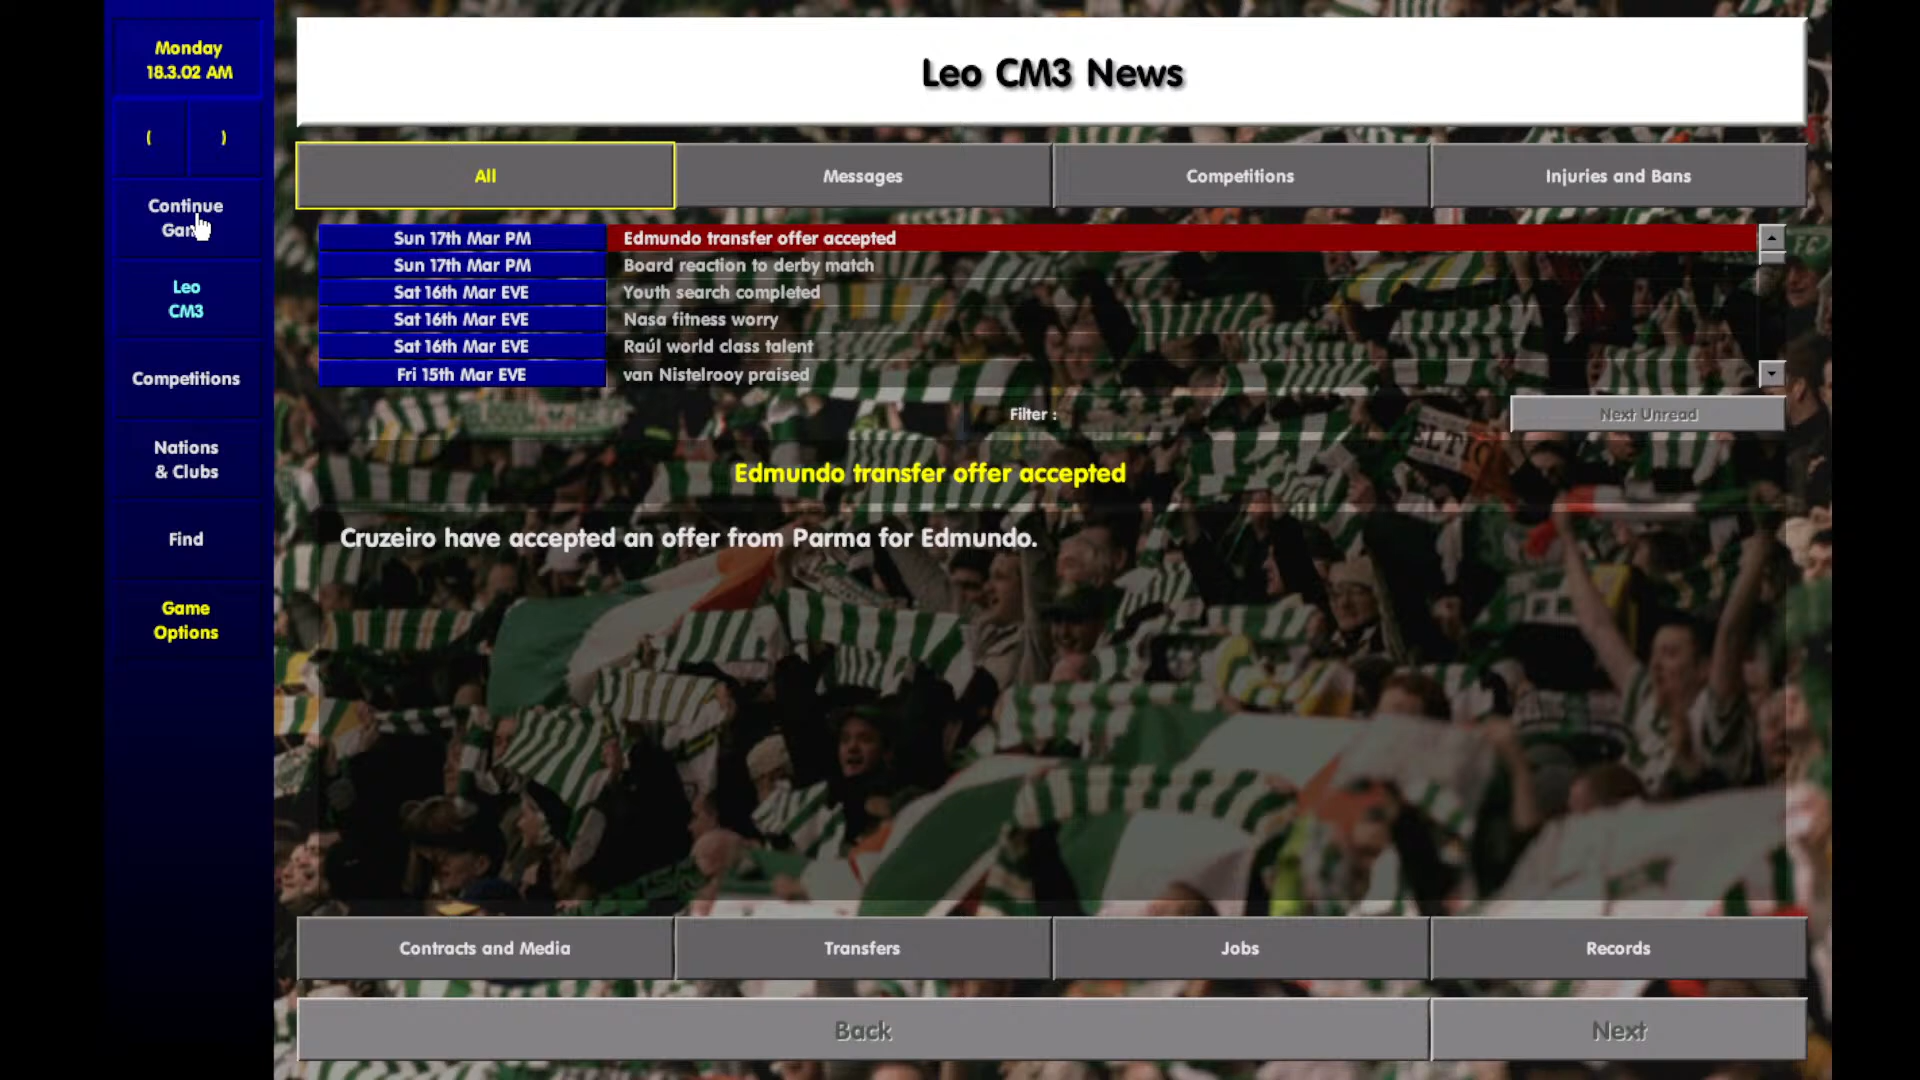 Monday
18.3.02 AM
( )
Continue
Game
Leo
CM3
Competitions
Nations
& Clubs
Find
Game
Options
Leo CM3 News
All Messages Competitions Injuries and Bans
Sun 17th Mar PM Edmundo transfer offer accepted
Sun 17th Mar PM Board reaction to derby match
Sat 16th Mar EVE Youth search completed
Sat 16th Mar EVE Nasa fitness worry
Sat 16th Mar EVE Raúl world class talent
Fri 15th Mar EVE van Nistelrooy praised
Filter : Next Unread
Edmundo transfer offer accepted
Cruzeiro have accepted an offer from Parma for Edmundo.
Contracts and Media Transfers Jobs Records
Back Next